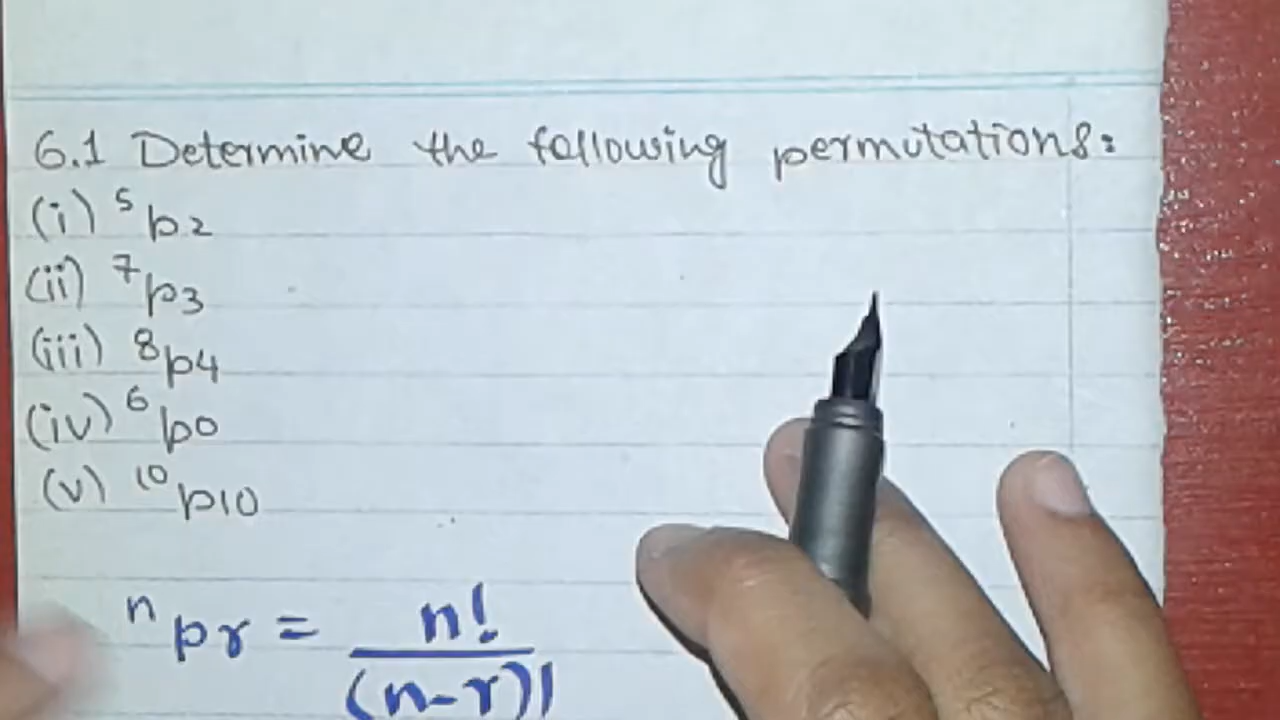 6.1 Determine the following permutations:
(i) ⁵p2
(ii) ⁷p3
(iii) ⁸p4
(iv) ⁶p0
(v) ¹⁰p10
ⁿpr = n!
(n-r)!